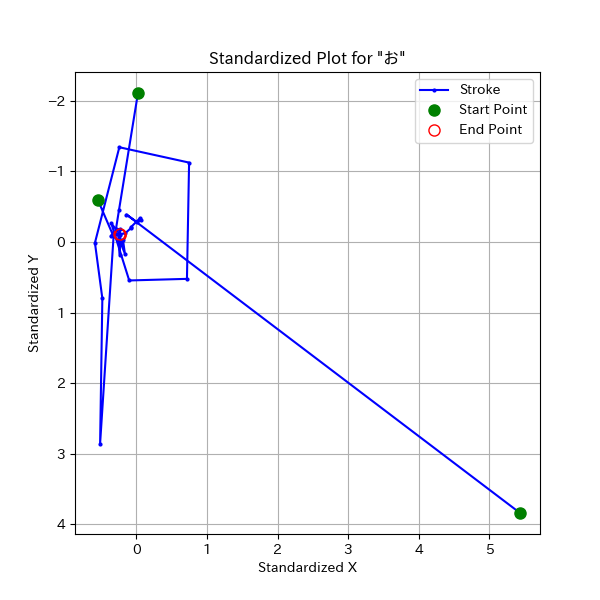 Standardized Plot for "お"
Stroke
Start Point
End Point
−2
−1
0
1
2
3
4
Standardized Y
0 1 2 3 4 5
Standardized X